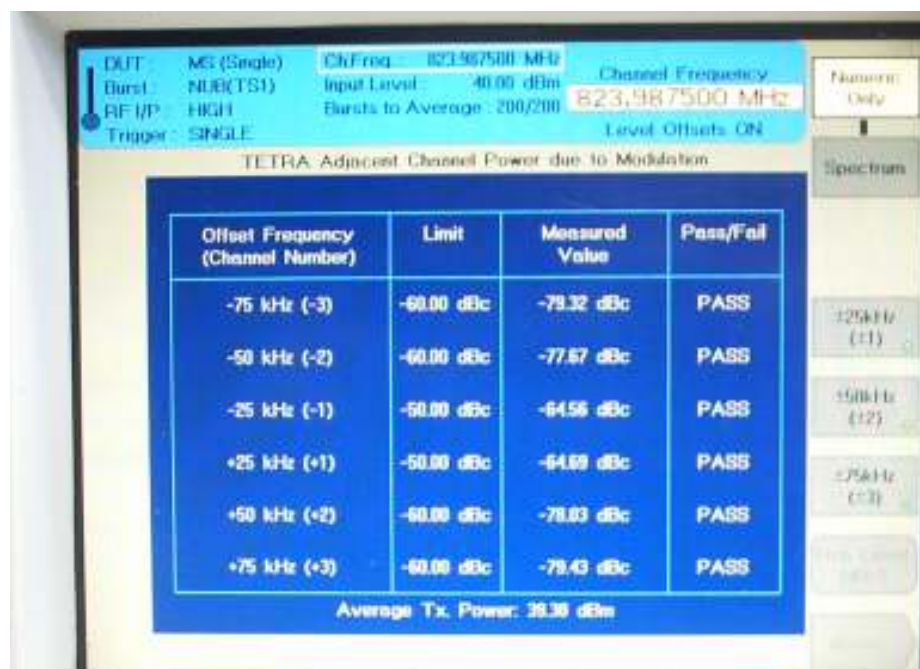 DUT : MS (Single) Ch Freq 823.987500 MHz
Burst : NUB(TS1) Input Level : 40.00 dBm Channel Frequency
RF I/P : HIGH Bursts to Average : 200/200 823.987500 MHz
Trigger : SINGLE Level Offsets ON
Numeric
Only
TETRA Adjacent Channel Power due to Modulation
Spectrum
Offset Frequency Limit Measured Pass/Fail
(Channel Number) Value
-75 kHz (-3) -60.00 dBc -79.32 dBc PASS
-50 kHz (-2) -60.00 dBc -77.67 dBc PASS
-25 kHz (-1) -50.00 dBc -64.56 dBc PASS
+25 kHz (+1) -50.00 dBc -64.69 dBc PASS
+50 kHz (+2) -60.00 dBc -78.03 dBc PASS
+75 kHz (+3) -60.00 dBc -79.43 dBc PASS
Average Tx. Power: 39.38 dBm
±25kHz
(±1)
±50kHz
(±2)
±75kHz
(±3)